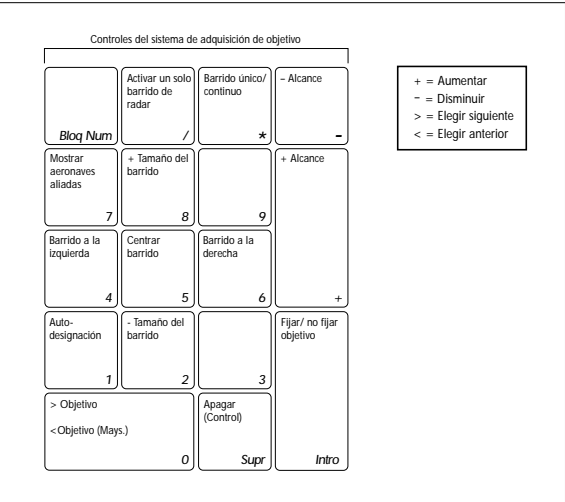 Controles del sistema de adquisición de objetivo
Bloq Num
Activar un solo
barrido de
radar
/
Barrido único/
continuo
*
– Alcance
-
+ = Aumentar
– = Disminuir
> = Elegir siguiente
< = Elegir anterior
Mostrar
aeronaves
aliadas
7
+ Tamaño del
barrido
8
9
+ Alcance
+
Barrido a la
izquierda
4
Centrar
barrido
5
Barrido a la
derecha
6
Auto-
designación
1
- Tamaño del
barrido
2
3
Fijar/ no fijar
objetivo
Intro
> Objetivo
<Objetivo (Mays.)
0
Apagar
(Control)
Supr